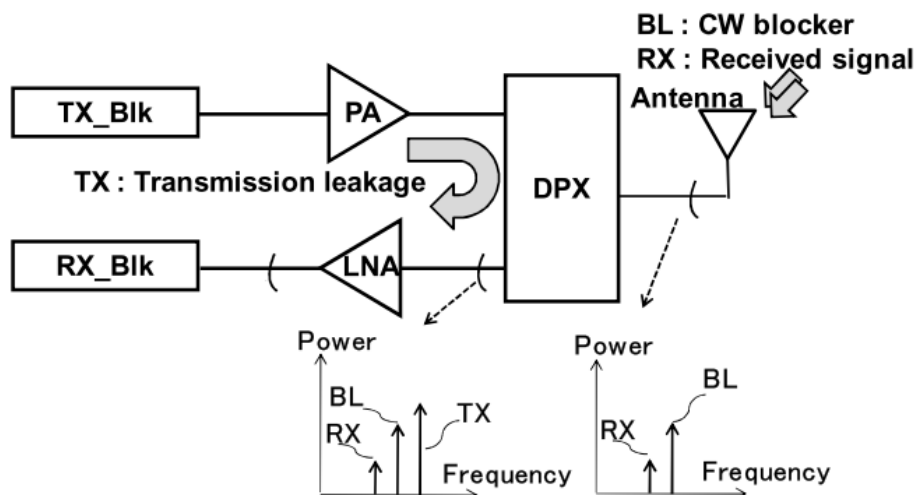 BL : CW blocker
RX : Received signal
Antenna
TX_Blk
PA
TX : Transmission leakage
DPX
RX_Blk
LNA
Power
BL
RX
TX
Frequency
Power
BL
RX
Frequency